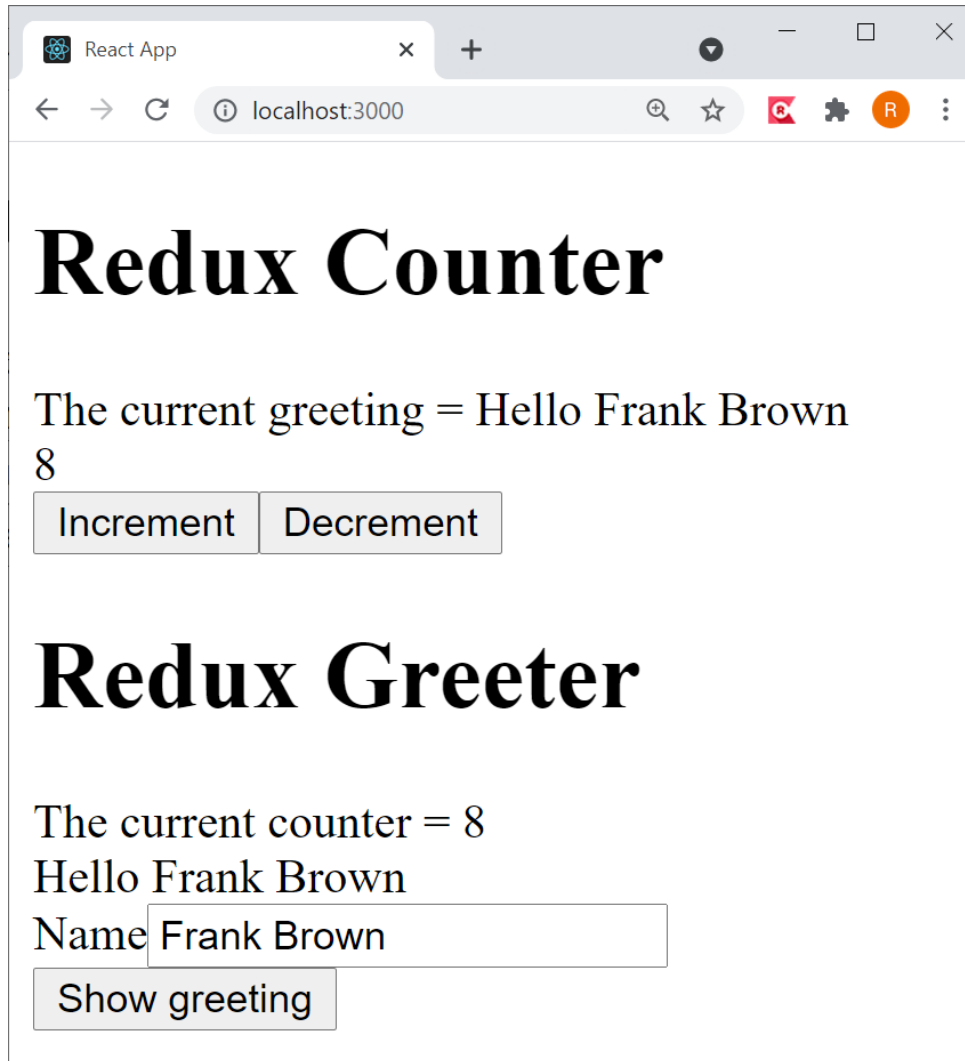 React App
localhost:3000
R
R
Redux Counter
The current greeting = Hello Frank Brown
8
Increment Decrement
Redux Greeter
The current counter = 8
Hello Frank Brown
Name Frank Brown
Show greeting